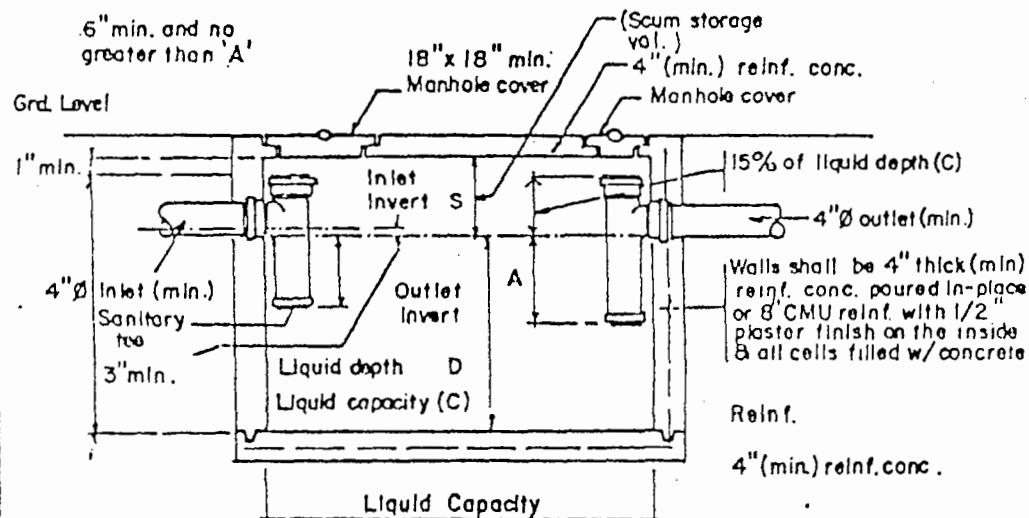 .6"min. and no
greater than 'A'
(Scum storage
vol.)
18"x 18" min.
Manhole cover
4"(min.) reinf. conc.
Manhole cover
Grd. Level
1"min.
Inlet
Invert S
15% of liquid depth (C)
4"Ø outlet (min.)
A
4"Ø Inlet (min.)
Sanitary
tee
3"min.
Outlet
Invert
Walls shall be 4" thick (min)
reinf. conc. poured in-place
or 8"CMU reinf. with 1/2"
plaster finish on the inside
& all cells filled w/concrete
Liquid depth D
Liquid capacity (C)
Reinf.
4"(min.) reinf. conc.
Liquid Capacity